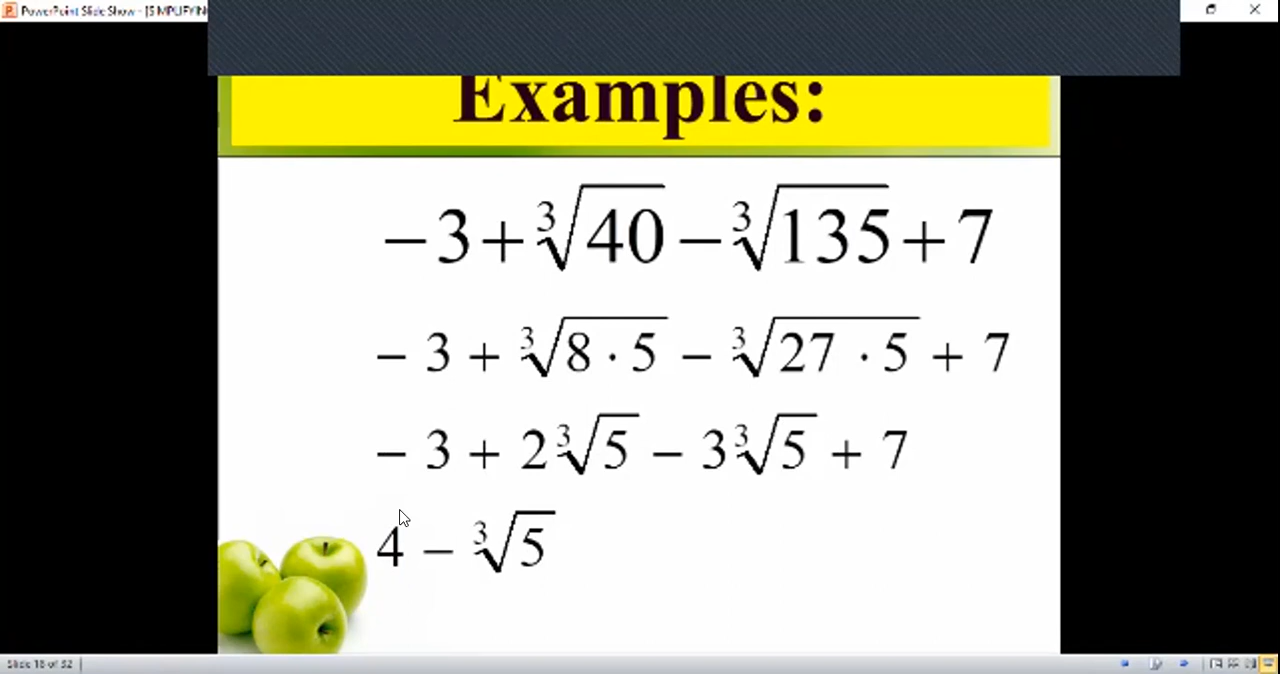 PowerPoint Slide Show - [SIMPLIFYIN
Examples:
−3+∛40−∛135+7
− 3 + ∛8 · 5 − ∛27 · 5 + 7
− 3 + 2∛5 − 3∛5 + 7
4 − ∛5
Slide 18 of 32